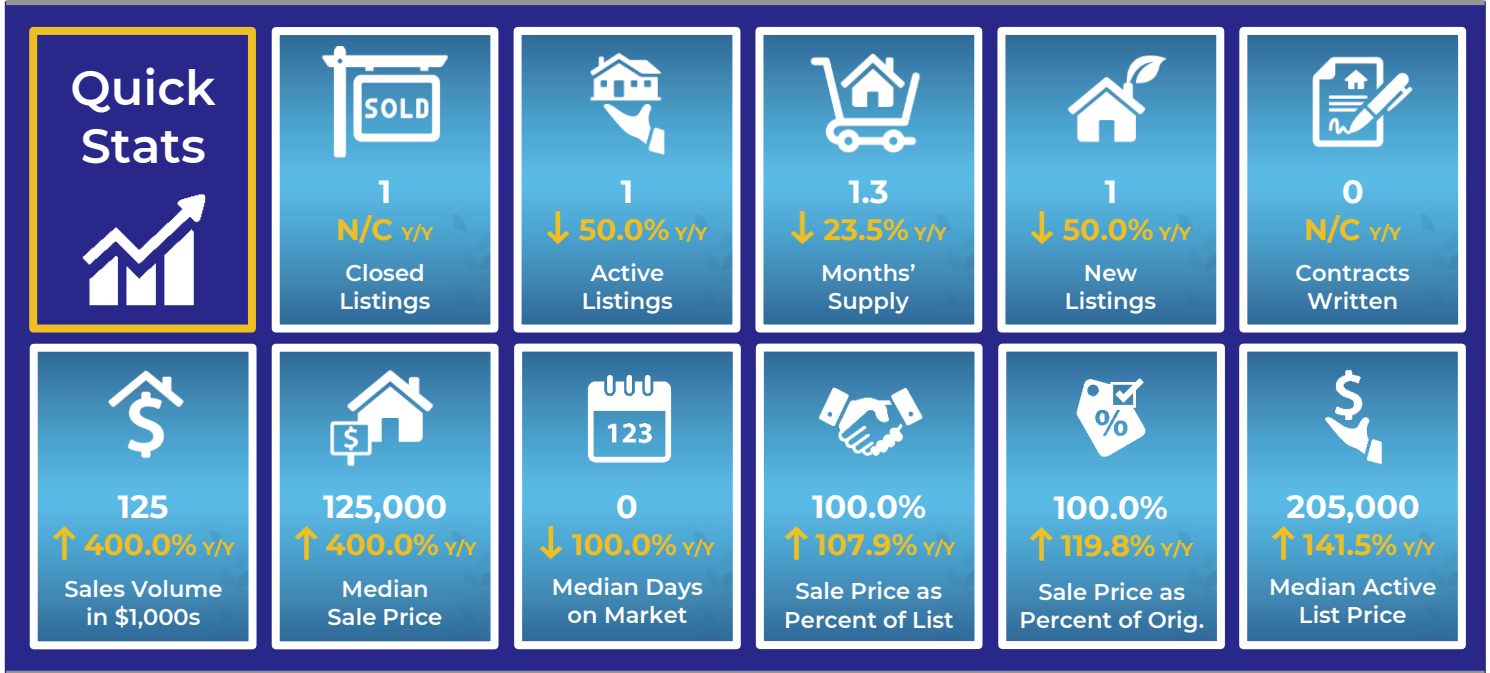 Quick
Stats
SOLD
1
N/C Y/Y
Closed
Listings
1
↓ 50.0% Y/Y
Active
Listings
1.3
↓ 23.5% Y/Y
Months’
Supply
1
↓ 50.0% Y/Y
New
Listings
0
N/C Y/Y
Contracts
Written
$
125
↑ 400.0% Y/Y
Sales Volume
in $1,000s
$
125,000
↑ 400.0% Y/Y
Median
Sale Price
123
0
↓ 100.0% Y/Y
Median Days
on Market
100.0%
↑ 107.9% Y/Y
Sale Price as
Percent of List
%
100.0%
↑ 119.8% Y/Y
Sale Price as
Percent of Orig.
$
205,000
↑ 141.5% Y/Y
Median Active
List Price